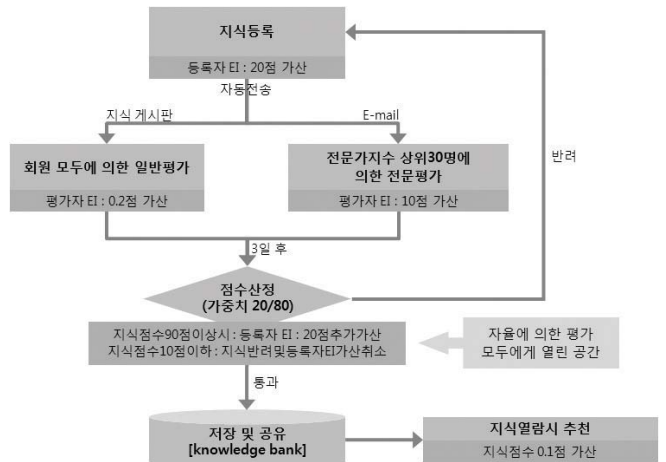 지식등록
등록자 EI : 20점 가산
자동전송
지식 게시판
E-mail
반려
회원 모두에 의한 일반평가
평가자 EI : 0.2점 가산
전문가지수 상위30명에
의한 전문평가
평가자 EI : 10점 가산
3일 후
점수산정
(가중치 20/80)
지식점수90점이상시 : 등록자 EI : 20점추가가산
지식점수10점이하 : 지식반려및등록자EI가산취소
자율에 의한 평가
모두에게 열린 공간
통과
저장 및 공유
[knowledge bank]
지식열람시 추천
지식점수 0.1점 가산